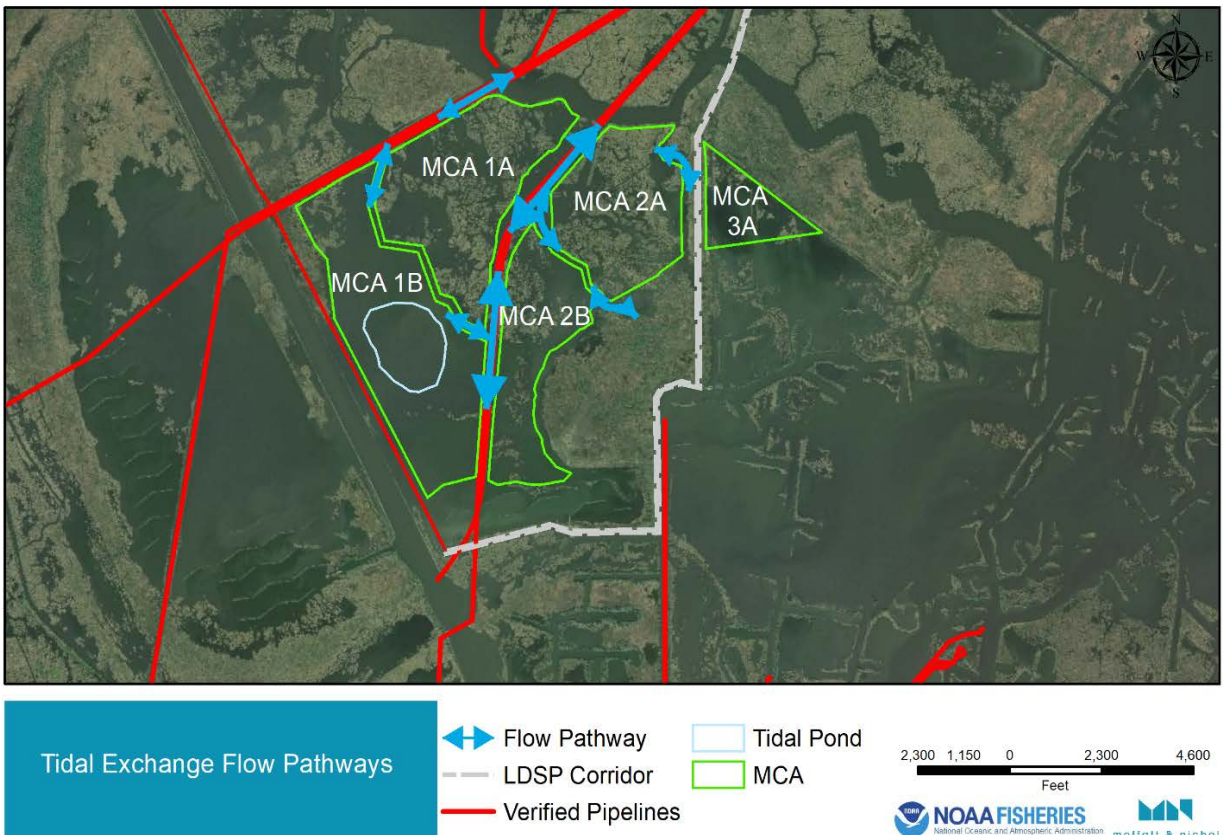 N
W E
S
MCA 1A
MCA 2A
MCA
3A
MCA 1B
MCA 2B
Tidal Exchange Flow Pathways
Flow Pathway
LDSP Corridor
Verified Pipelines
Tidal Pond
MCA
2,300 1,150 0 2,300 4,600
Feet
NOAA
NOAA FISHERIES
National Oceanic and Atmospheric Administration